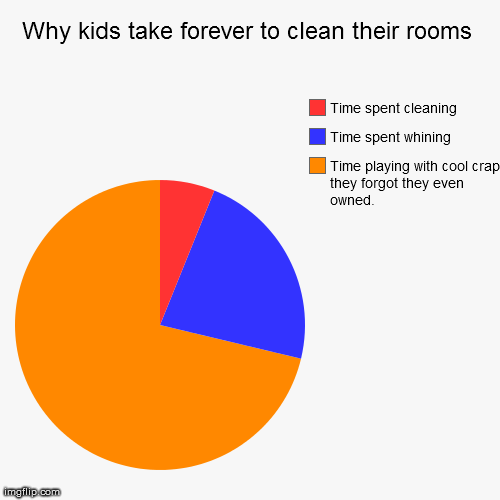 Why kids take forever to clean their rooms
Time spent cleaning
Time spent whining
Time playing with cool crap
they forgot they even
owned.
imgflip.com